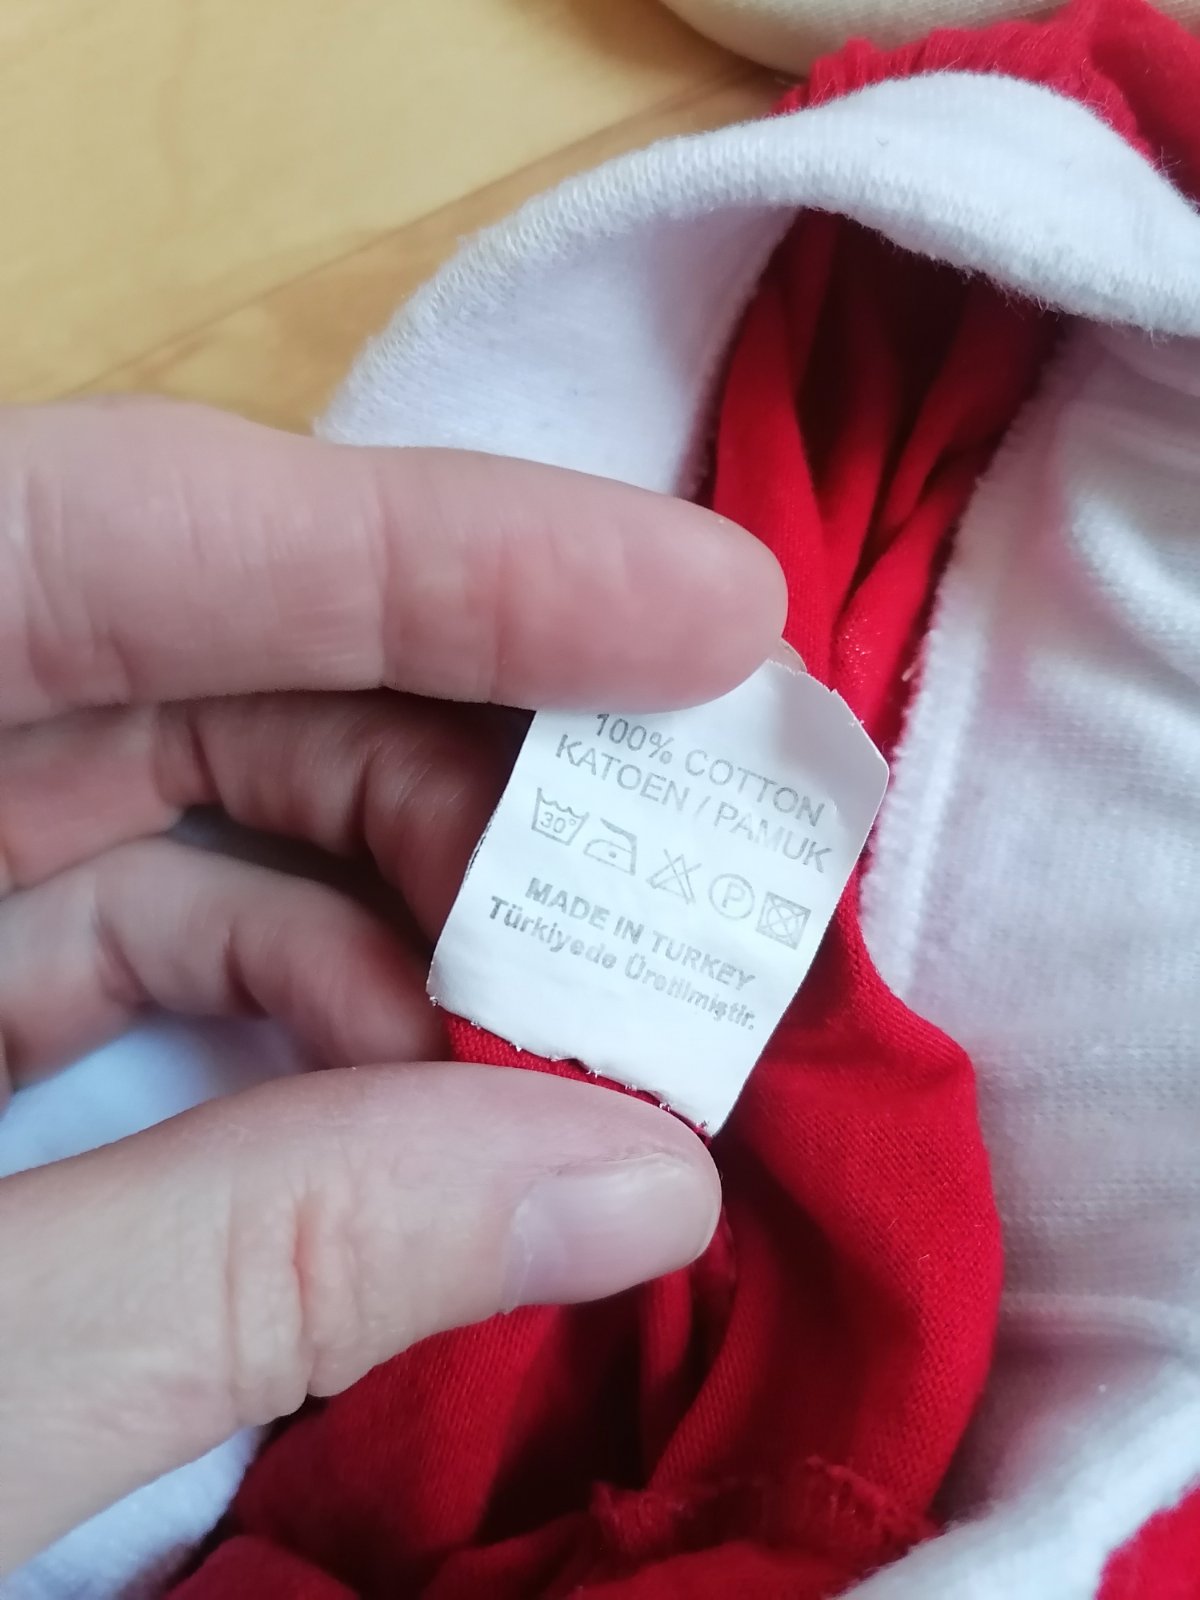 100% COTTON
KATOEN / PAMUK
30°
P
MADE IN TURKEY
Türkiyede Üretilmiştir.